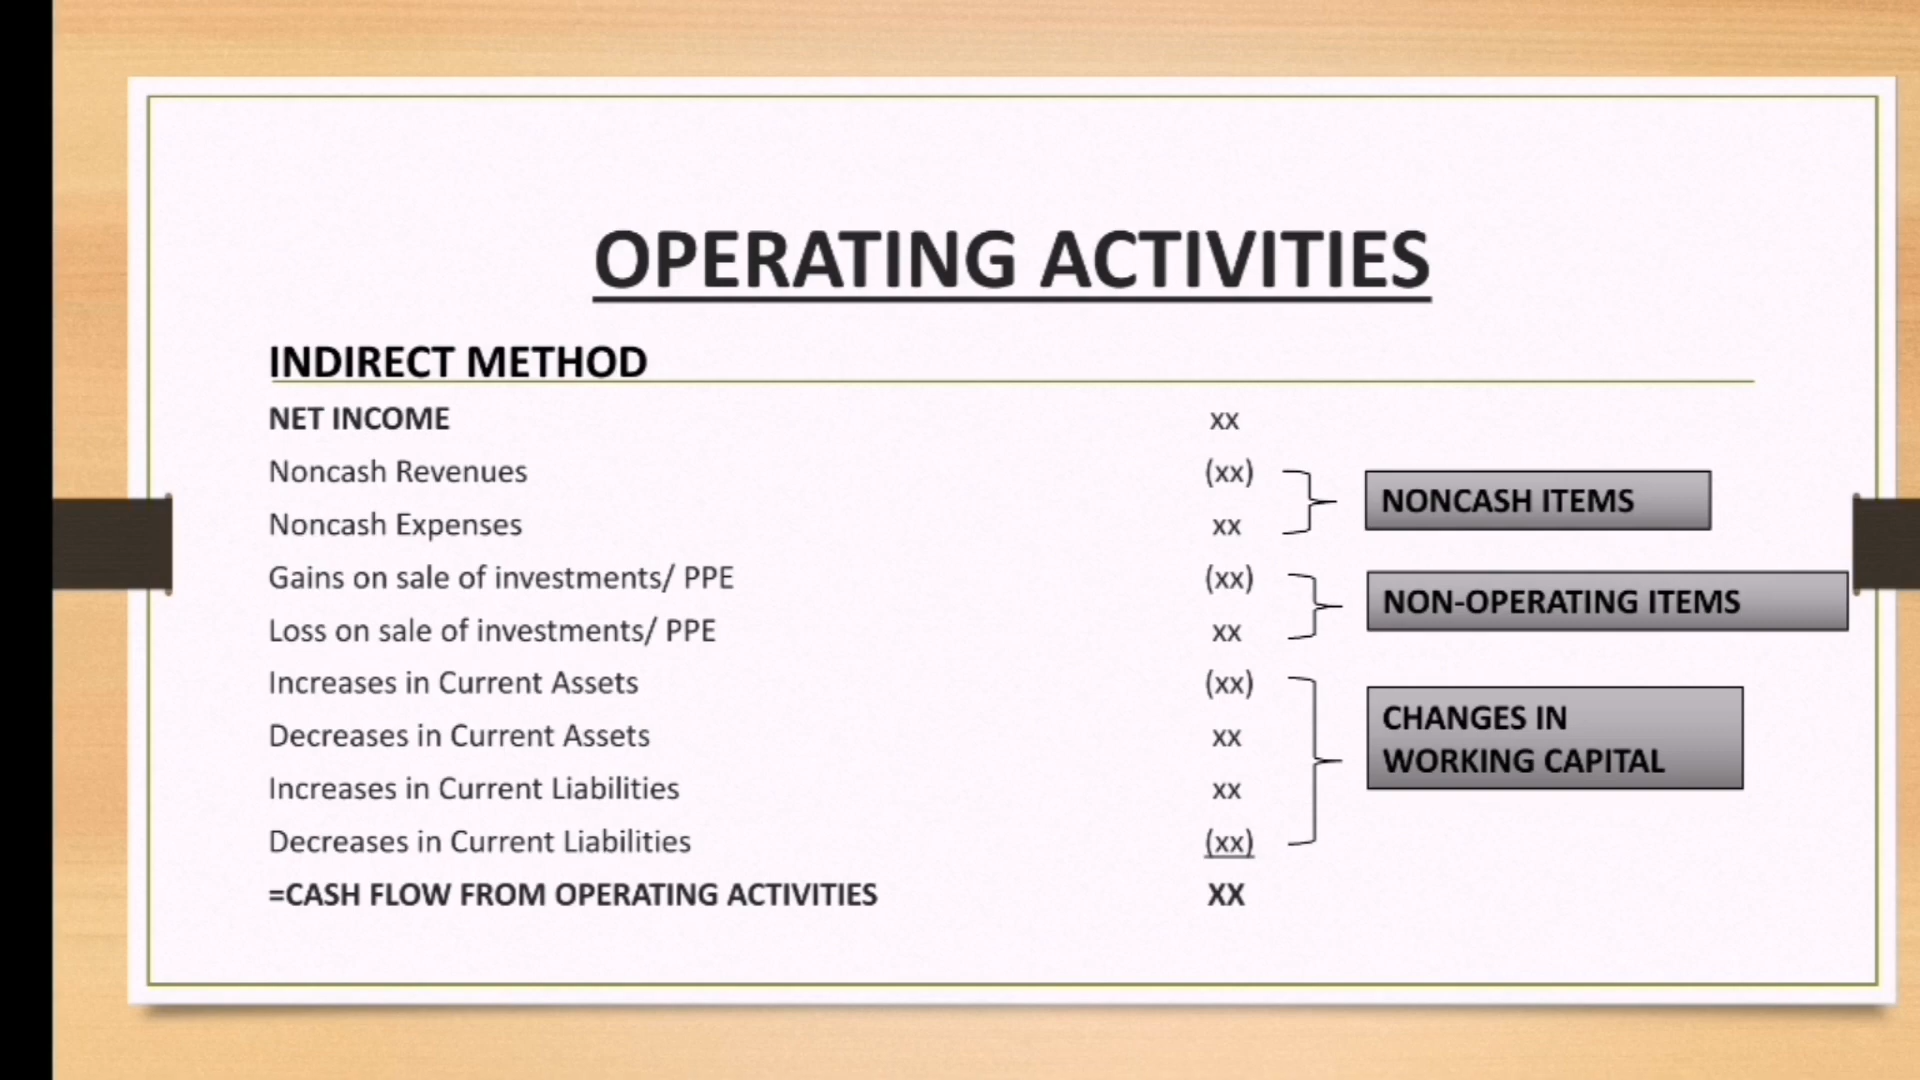 OPERATING ACTIVITIES
INDIRECT METHOD
NET INCOME xx
Noncash Revenues (xx)
NONCASH ITEMS
Noncash Expenses xx
Gains on sale of investments/ PPE (xx)
NON-OPERATING ITEMS
Loss on sale of investments/ PPE xx
Increases in Current Assets (xx)
Decreases in Current Assets xx
CHANGES IN
WORKING CAPITAL
Increases in Current Liabilities xx
Decreases in Current Liabilities (xx)
=CASH FLOW FROM OPERATING ACTIVITIES XX